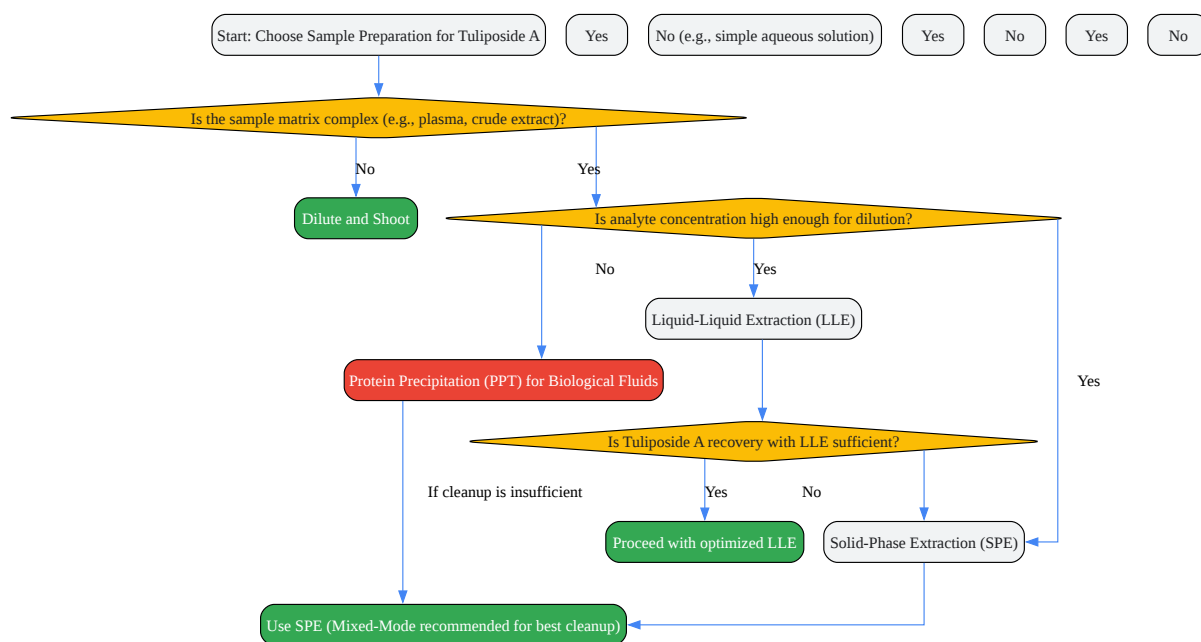 Start: Choose Sample Preparation for Tuliposide A
Yes
No (e.g., simple aqueous solution)
Yes
No
Yes
No
Is the sample matrix complex (e.g., plasma, crude extract)?
No
Yes
Dilute and Shoot
Is analyte concentration high enough for dilution?
No
Yes
Liquid-Liquid Extraction (LLE)
Protein Precipitation (PPT) for Biological Fluids
Yes
Is Tuliposide A recovery with LLE sufficient?
If cleanup is insufficient
Yes
No
Proceed with optimized LLE
Solid-Phase Extraction (SPE)
Use SPE (Mixed-Mode recommended for best cleanup)